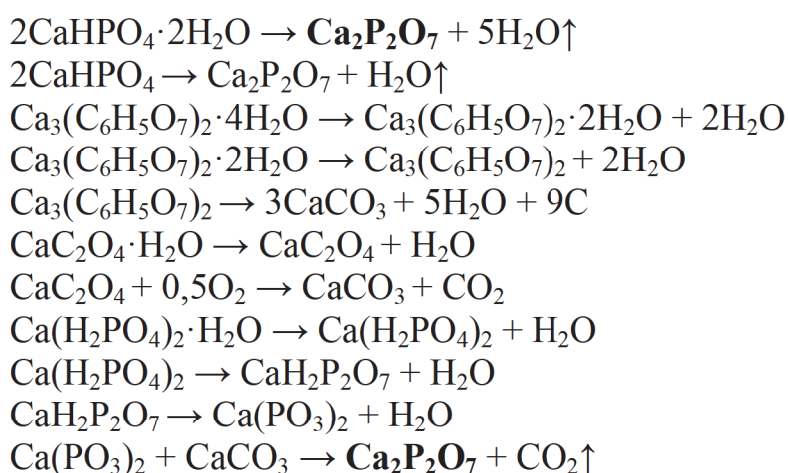 2CaHPO₄·2H₂O → Ca₂P₂O₇ + 5H₂O↑
2CaHPO₄ → Ca₂P₂O₇ + H₂O↑
Ca₃(C₆H₅O₇)₂·4H₂O → Ca₃(C₆H₅O₇)₂·2H₂O + 2H₂O
Ca₃(C₆H₅O₇)₂·2H₂O → Ca₃(C₆H₅O₇)₂ + 2H₂O
Ca₃(C₆H₅O₇)₂ → 3CaCO₃ + 5H₂O + 9C
CaC₂O₄·H₂O → CaC₂O₄ + H₂O
CaC₂O₄ + 0,5O₂ → CaCO₃ + CO₂
Ca(H₂PO₄)₂·H₂O → Ca(H₂PO₄)₂ + H₂O
Ca(H₂PO₄)₂ → CaH₂P₂O₇ + H₂O
CaH₂P₂O₇ → Ca(PO₃)₂ + H₂O
Ca(PO₃)₂ + CaCO₃ → Ca₂P₂O₇ + CO₂↑